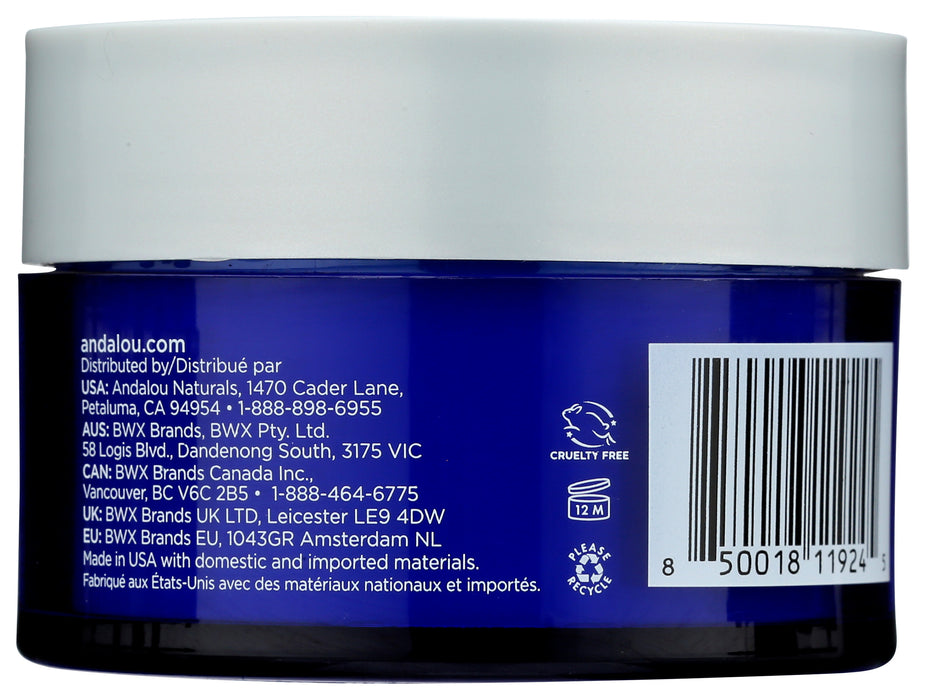 andalou.com
Distributed by/Distribué par
USA: Andalou Naturals, 1470 Cader Lane,
Petaluma, CA 94954 • 1-888-898-6955
AUS: BWX Brands, BWX Pty. Ltd.
58 Logis Blvd., Dandenong South, 3175 VIC
CAN: BWX Brands Canada Inc.,
Vancouver, BC V6C 2B5 • 1-888-464-6775
UK: BWX Brands UK LTD, Leicester LE9 4DW
EU: BWX Brands EU, 1043GR Amsterdam NL
Made in USA with domestic and imported materials.
Fabriqué aux États-Unis avec des matériaux nationaux et importés.
CRUELTY FREE
12 M
PLEASE
RECYCLE
8 50018 11924 5